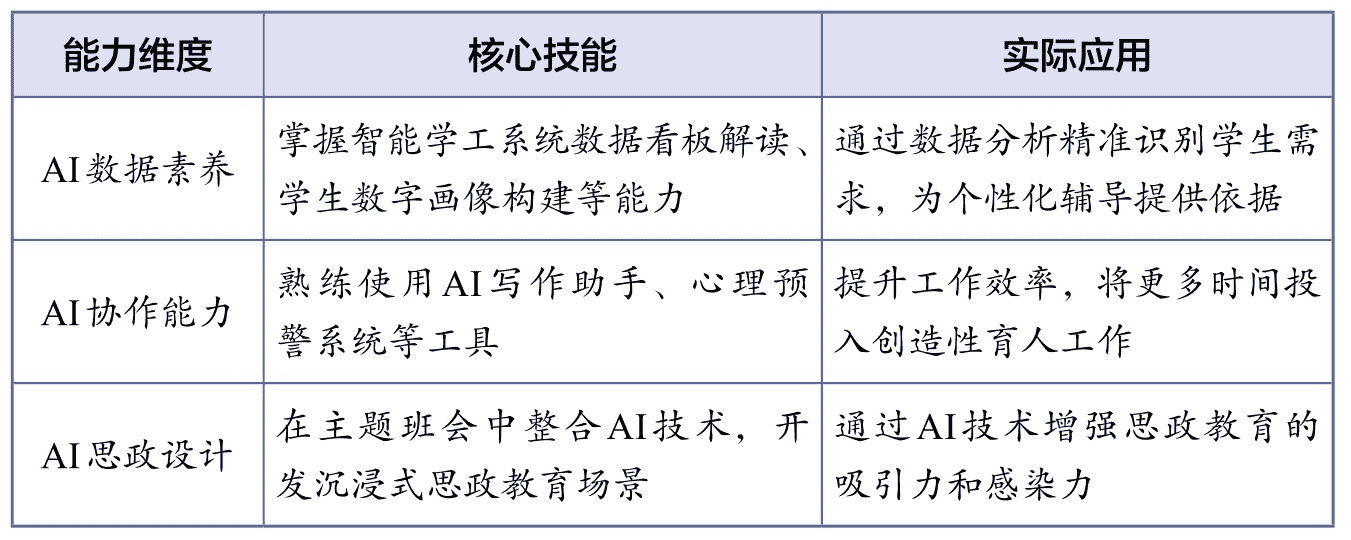 能力维度 核心技能 实际应用
AI数据素养
掌握智能学工系统数据看板解读、
学生数字画像构建等能力
通过数据分析精准识别学生需
求，为个性化辅导提供依据
AI协作能力
熟练使用AI写作助手、心理预
警系统等工具
提升工作效率，将更多时间投
入创造性育人工作
AI思政设计
在主题班会中整合AI技术，开
发沉浸式思政教育场景
通过AI技术增强思政教育的
吸引力和感染力